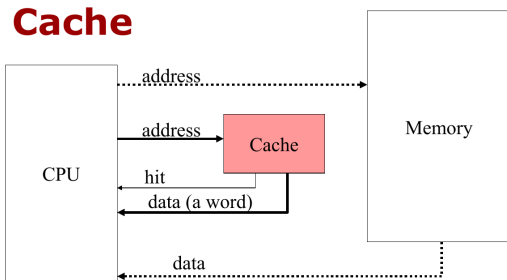 Cache
address
address
Cache
Memory
CPU
hit
data (a word)
data